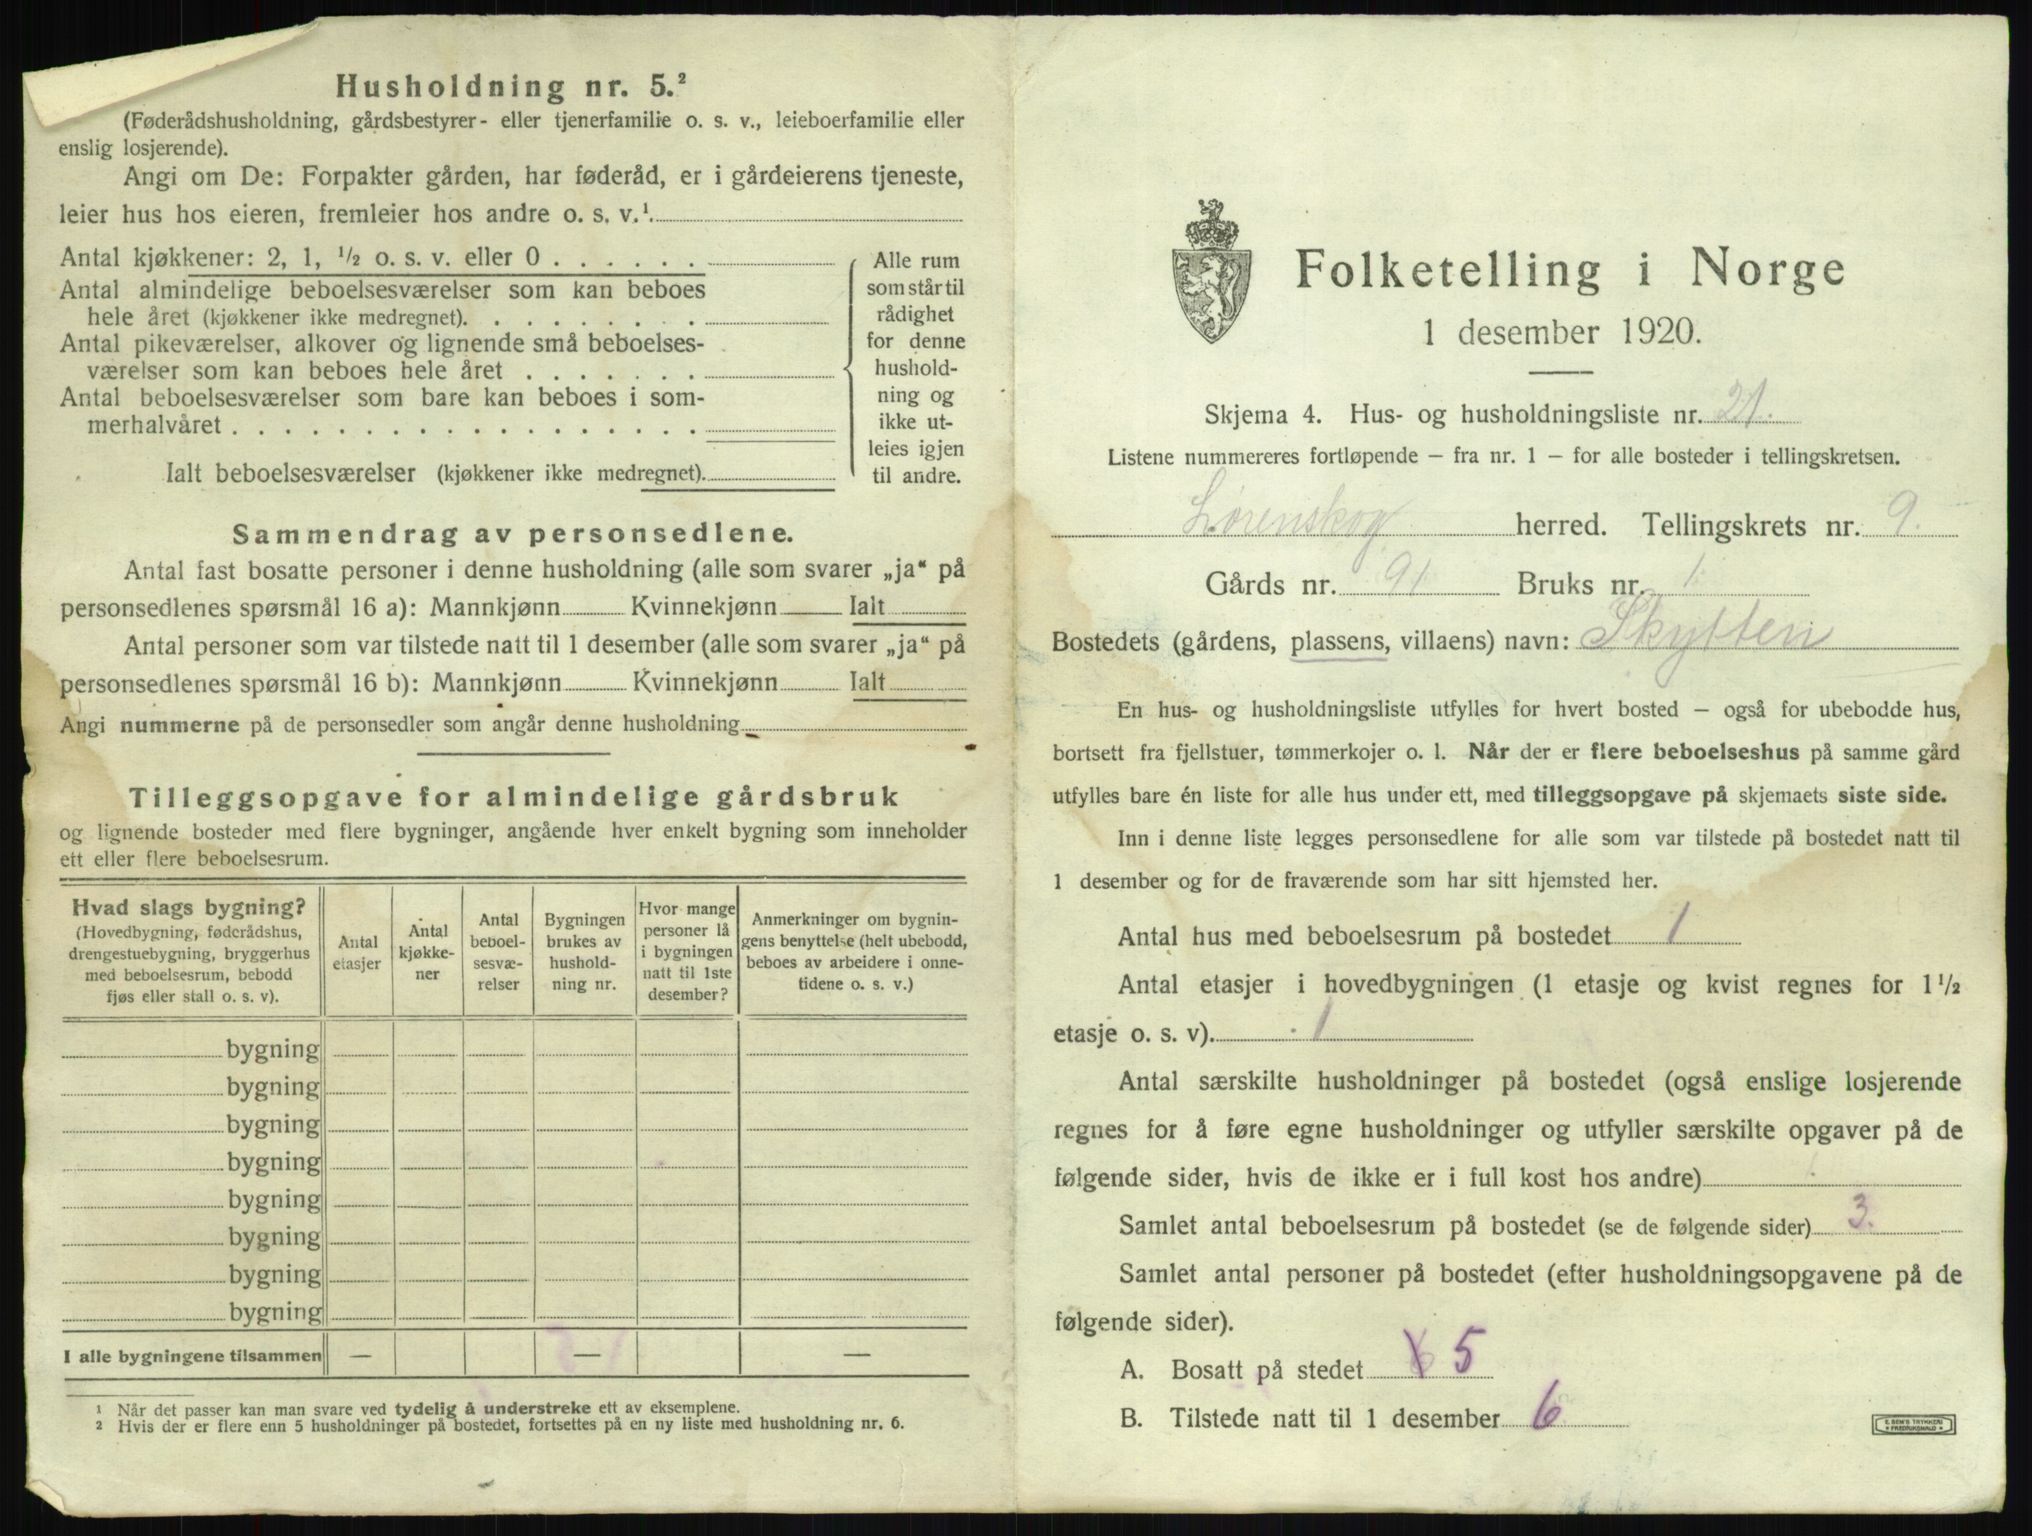 Husholdning nr. 5.²
(Føderådshusholdning, gårdsbestyrer- eller tjenerfamilie o. s. v., leieboerfamilie eller
enslig losjerende).
Angi om De: Forpakter gården, har føderåd, er i gårdeierens tjeneste,
leier hus hos eieren, fremleier hos andre o. s. v.¹
Antal kjøkkener: 2, 1, ½ o. s. v. eller 0 . . . . . .
Antal almindelige beboelsesværelser som kan beboes
hele året (kjøkkener ikke medregnet). . . . . . . . .
Antal pikeværelser, alkover og lignende små beboelses-
værelser som kan beboes hele året . . . . . . .
Antal beboelsesværelser som bare kan beboes i som-
merhalvåret . . . . . . . . . . . . . . . . . .
Ialt beboelsesværelser (kjøkkener ikke medregnet).
Alle rum
som står til
rådighet
for denne
hushold-
ning og
ikke ut-
leies igjen
til andre.
Sammendrag av personsedlene.
Antal fast bosatte personer i denne husholdning (alle som svarer „ja“ på
personsedlenes spørsmål 16 a): Mannkjønn Kvinnekjønn Ialt
Antal personer som var tilstede natt til 1 desember (alle som svarer „ja“ på
personsedlenes spørsmål 16 b): Mannkjønn Kvinnekjønn Ialt
Angi nummerne på de personsedler som angår denne husholdning
Tilleggsopgave for almindelige gårdsbruk
og lignende bosteder med flere bygninger, angående hver enkelt bygning som inneholder
ett eller flere beboelsesrum.
Hvad slags bygning?
(Hovedbygning, føderådshus,
drengestuebygning, bryggerhus
med beboelsesrum, bebodd
fjøs eller stall o. s. v).
Antal
etasjer
Antal
kjøkke-
ner
Antal
beboel-
sesvæ-
relser
Bygningen
brukes av
hushold-
ning nr.
Hvor mange
personer lå
i bygningen
natt til 1ste
desember?
Anmerkninger om bygnin-
gens benyttelse (helt ubebodd,
beboes av arbeidere i onne-
tidene o. s. v.)
bygning
bygning
bygning
bygning
bygning
bygning
bygning
bygning
I alle bygningene tilsammen — — —
¹ Når det passer kan man svare ved tydelig å understreke ett av eksemplene.
² Hvis der er flere enn 5 husholdninger på bostedet, fortsettes på en ny liste med husholdning nr. 6.
Folketelling i Norge
1 desember 1920.
Skjema 4. Hus- og husholdningsliste nr. 21.
Listene nummereres fortløpende – fra nr. 1 – for alle bosteder i tellingskretsen.
Lørenskog herred. Tellingskrets nr. 9.
Gårds nr. 91 Bruks nr. 1
Bostedets (gårdens, plassens, villaens) navn: Skytten
En hus- og husholdningsliste utfylles for hvert bosted – også for ubebodde hus,
bortsett fra fjellstuer, tømmerkojer o. l. Når der er flere beboelseshus på samme gård
utfylles bare én liste for alle hus under ett, med tilleggsopgave på skjemaets siste side.
Inn i denne liste legges personsedlene for alle som var tilstede på bostedet natt til
1 desember og for de fraværende som har sitt hjemsted her.
Antal hus med beboelsesrum på bostedet 1
Antal etasjer i hovedbygningen (1 etasje og kvist regnes for 1½
etasje o. s. v). 1
Antal særskilte husholdninger på bostedet (også enslige losjerende
regnes for å føre egne husholdninger og utfyller særskilte opgaver på de
følgende sider, hvis de ikke er i full kost hos andre)
Samlet antal beboelsesrum på bostedet (se de følgende sider) 3.
Samlet antal personer på bostedet (efter husholdningsopgavene på de
følgende sider).
A. Bosatt på stedet 5
B. Tilstede natt til 1 desember 6